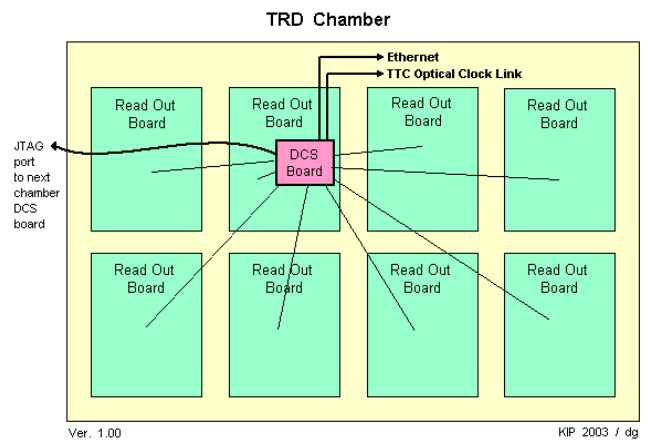 TRD Chamber
Ethernet
TTC Optical Clock Link
Read Out
Board
Read Out
Board
Read Out
Board
Read Out
Board
JTAG
port
to next
chamber
DCS
board
DCS
Board
Read Out
Board
Read Out
Board
Read Out
Board
Read Out
Board
Ver. 1.00
KIP 2003 / dg